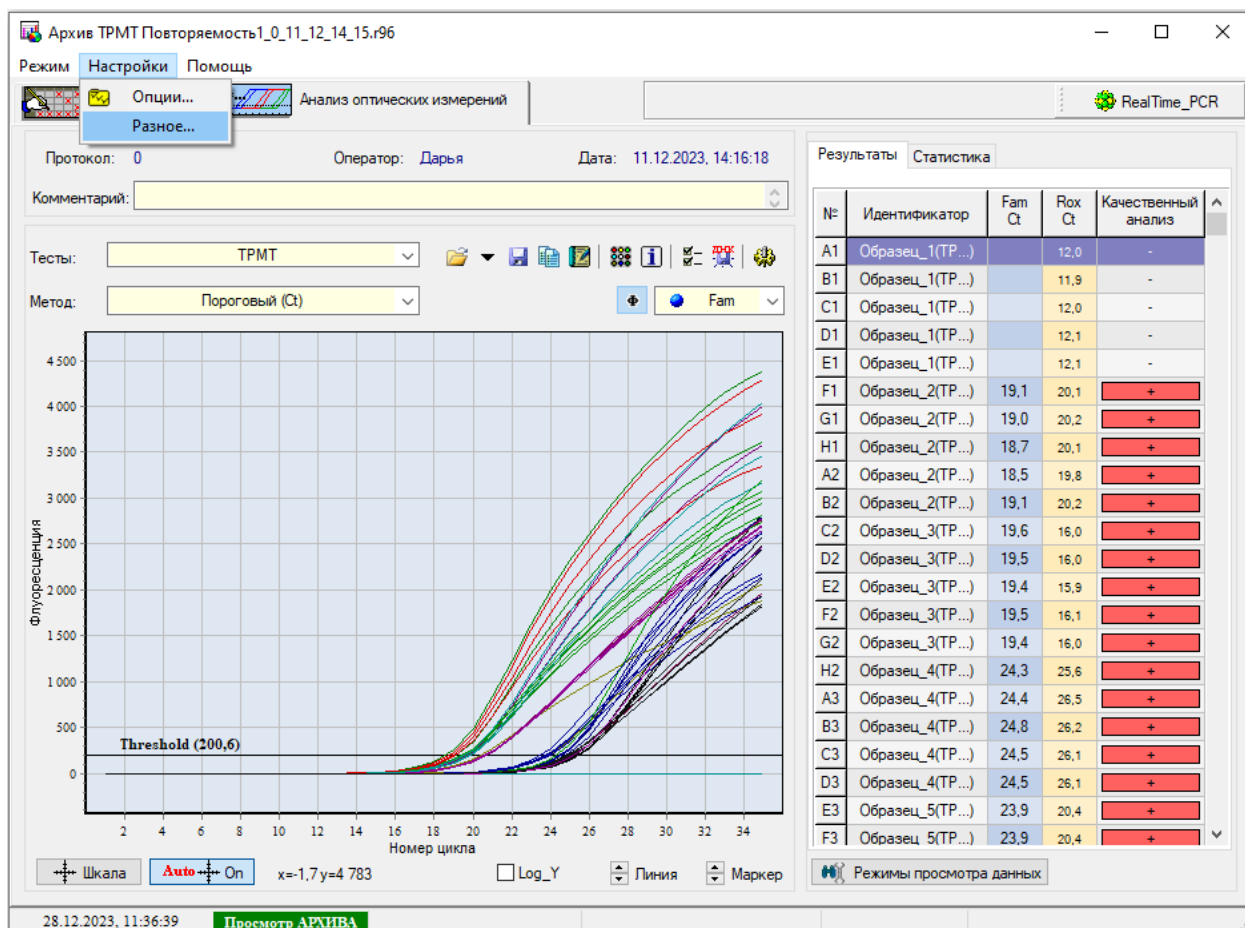 Архив ТРМТ Повторяемость1_0_11_12_14_15.r96
Режим Настройки Помощь
Опции...
Разное...
Анализ оптических измерений
RealTime_PCR
Протокол: 0 Оператор: Дарья Дата: 11.12.2023, 14:16:18
Комментарий:
Тесты: ТРМТ
Метод: Пороговый (Ct) Ф Fam
Флуоресценция
4 500
4 000
3 500
3 000
2 500
2 000
1 500
1 000
500
0
Threshold (200,6)
2 4 6 8 10 12 14 16 18 20 22 24 26 28 30 32 34
Номер цикла
Шкала Auto On x=-1,7 y=4 783 Log_Y Линия Маркер
Результаты Статистика
№ Идентификатор Fam Ct Rox Ct Качественный анализ
A1 Образец_1(ТР...) 12,0 -
B1 Образец_1(ТР...) 11,9 -
C1 Образец_1(ТР...) 12,0 -
D1 Образец_1(ТР...) 12,1 -
E1 Образец_1(ТР...) 12,1 -
F1 Образец_2(ТР...) 19,1 20,1 +
G1 Образец_2(ТР...) 19,0 20,2 +
H1 Образец_2(ТР...) 18,7 20,1 +
A2 Образец_2(ТР...) 18,5 19,8 +
B2 Образец_2(ТР...) 19,1 20,2 +
C2 Образец_3(ТР...) 19,6 16,0 +
D2 Образец_3(ТР...) 19,5 16,0 +
E2 Образец_3(ТР...) 19,4 15,9 +
F2 Образец_3(ТР...) 19,5 16,1 +
G2 Образец_3(ТР...) 19,4 16,0 +
H2 Образец_4(ТР...) 24,3 25,6 +
A3 Образец_4(ТР...) 24,4 26,5 +
B3 Образец_4(ТР...) 24,8 26,2 +
C3 Образец_4(ТР...) 24,5 26,1 +
D3 Образец_4(ТР...) 24,5 26,1 +
E3 Образец_5(ТР...) 23,9 20,4 +
F3 Образец_5(ТР...) 23,9 20,4 +
Режимы просмотра данных
28.12.2023, 11:36:39 Просмотр АРХИВА